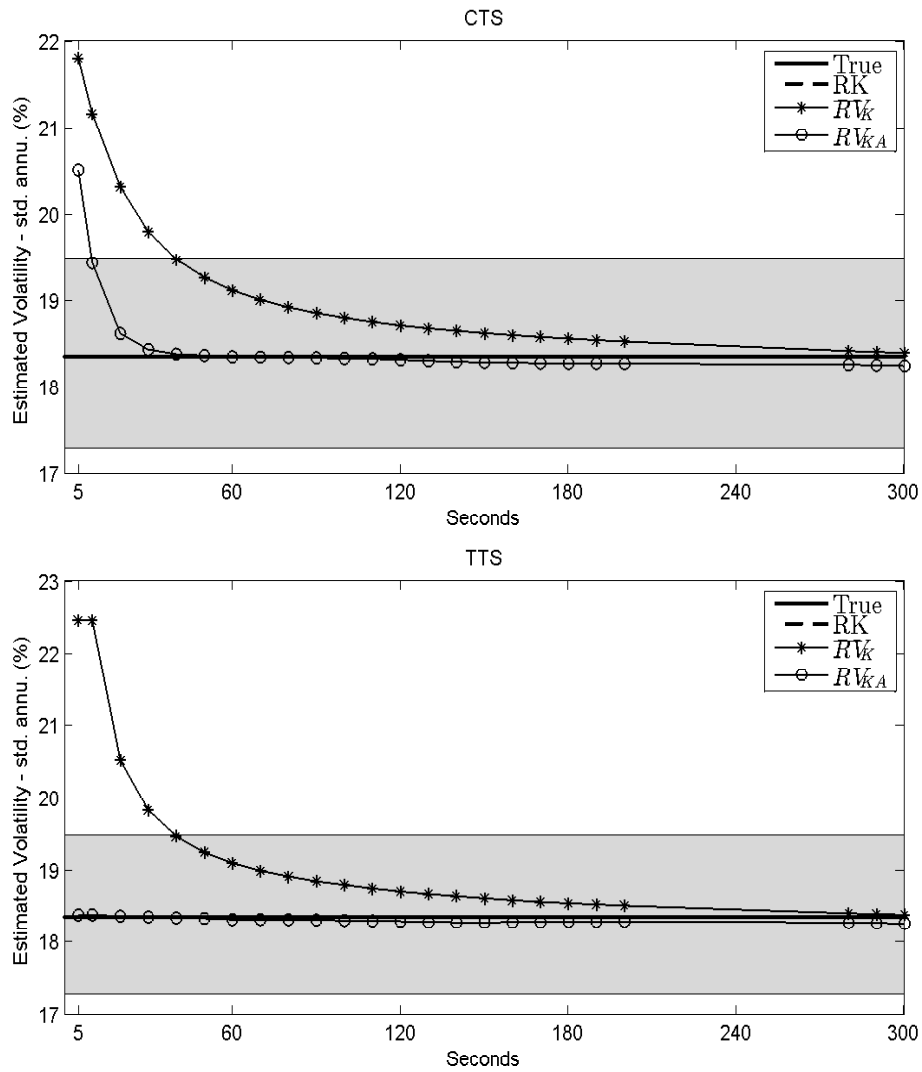 CTS
22
21
20
19
18
17
Estimated Volatility - std. annu. (%)
True
RK
RV_K
RV_KA
5 60 120 180 240 300
Seconds
TTS
23
22
21
20
19
18
17
Estimated Volatility - std. annu. (%)
True
RK
RV_K
RV_KA
5 60 120 180 240 300
Seconds